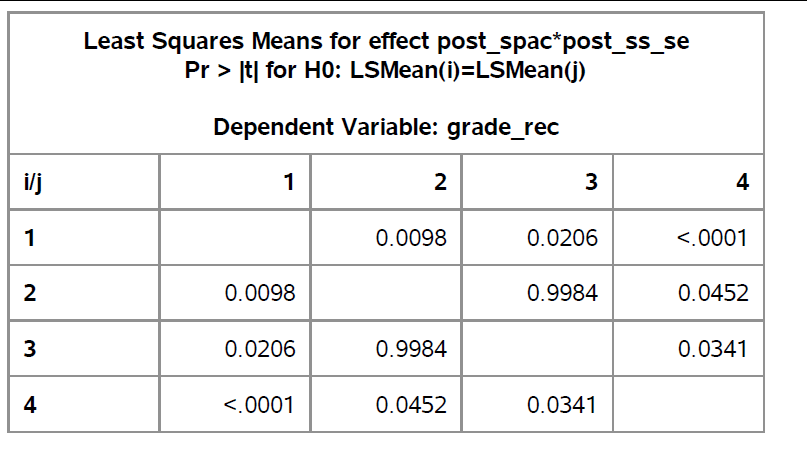 Least Squares Means for effect post_spac*post_ss_se
Pr > |t| for H0: LSMean(i)=LSMean(j)
Dependent Variable: grade_rec
i/j 1 2 3 4
1 0.0098 0.0206 <.0001
2 0.0098 0.9984 0.0452
3 0.0206 0.9984 0.0341
4 <.0001 0.0452 0.0341